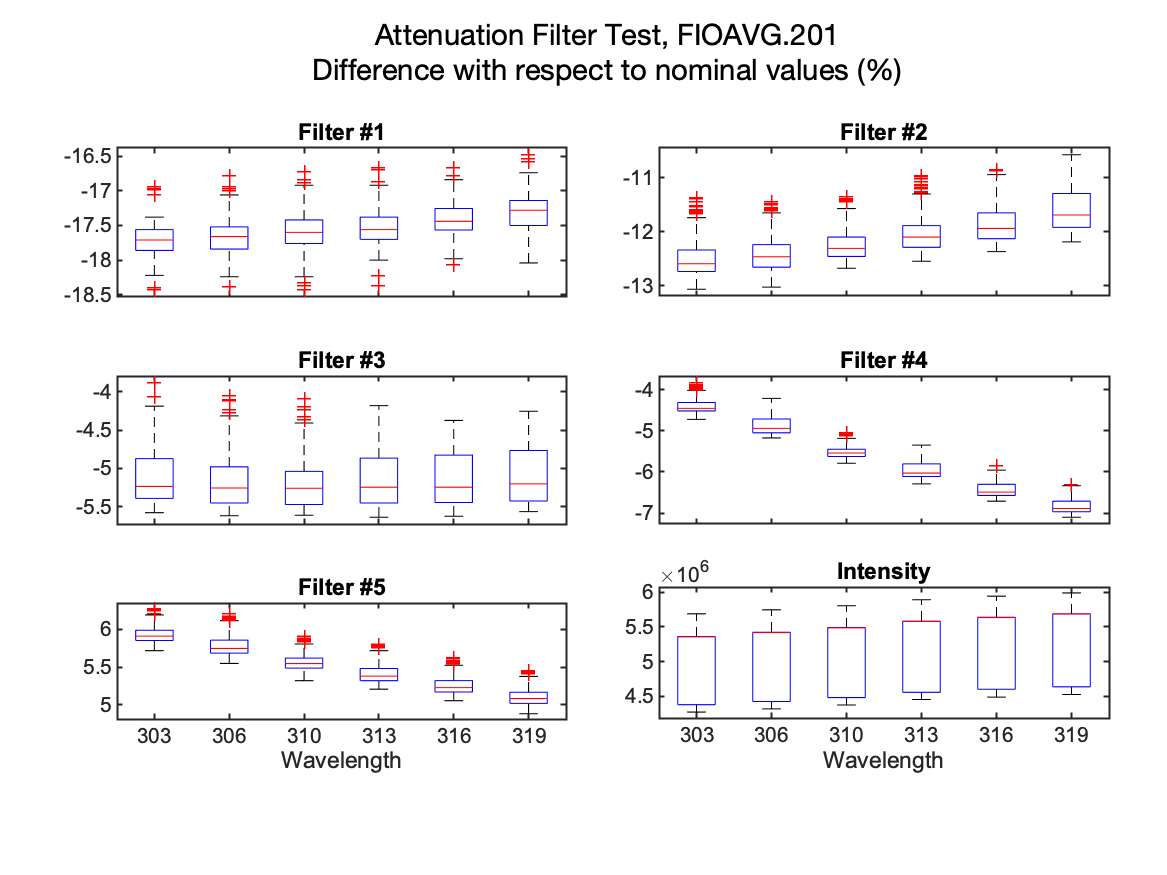 Attenuation Filter Test, FIOAVG.201
Difference with respect to nominal values (%)
Filter #1
-16.5
-17
-17.5
-18
-18.5
Filter #2
-11
-12
-13
Filter #3
-4
-4.5
-5
-5.5
Filter #4
-4
-5
-6
-7
Filter #5
6
5.5
5
303 306 310 313 316 319
Wavelength
Intensity
×10⁶
6
5.5
5
4.5
303 306 310 313 316 319
Wavelength